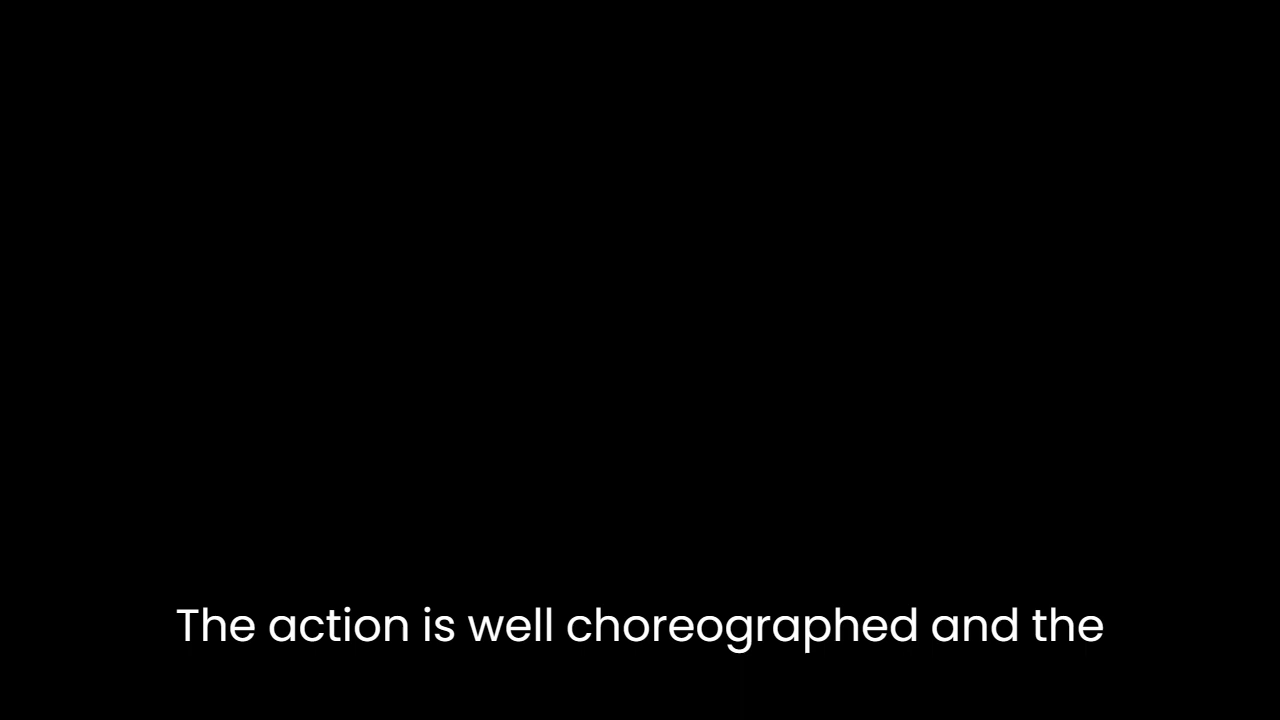 The action is well choreographed and the